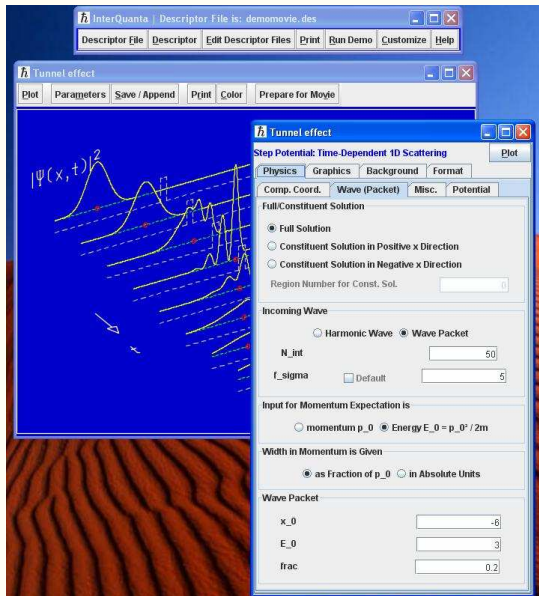 InterQuanta | Descriptor File is: demomovie.des
Descriptor File Descriptor Edit Descriptor Files Print Run Demo Customize Help
Tunnel effect
Plot Parameters Save / Append Print Color Prepare for Movie
|Ψ(x,t)|²
x
Tunnel effect
Step Potential: Time-Dependent 1D Scattering Plot
Physics Graphics Background Format
Comp. Coord. Wave (Packet) Misc. Potential
Full/Constituent Solution
Full Solution
Constituent Solution in Positive x Direction
Constituent Solution in Negative x Direction
Region Number for Const. Sol. 0
Incoming Wave
Harmonic Wave Wave Packet
N_int 50
f_sigma Default 5
Input for Momentum Expectation is
momentum p_0 Energy E_0 = p_0² / 2m
Width in Momentum is Given
as Fraction of p_0 in Absolute Units
Wave Packet
x_0 -6
E_0 3
frac 0.2